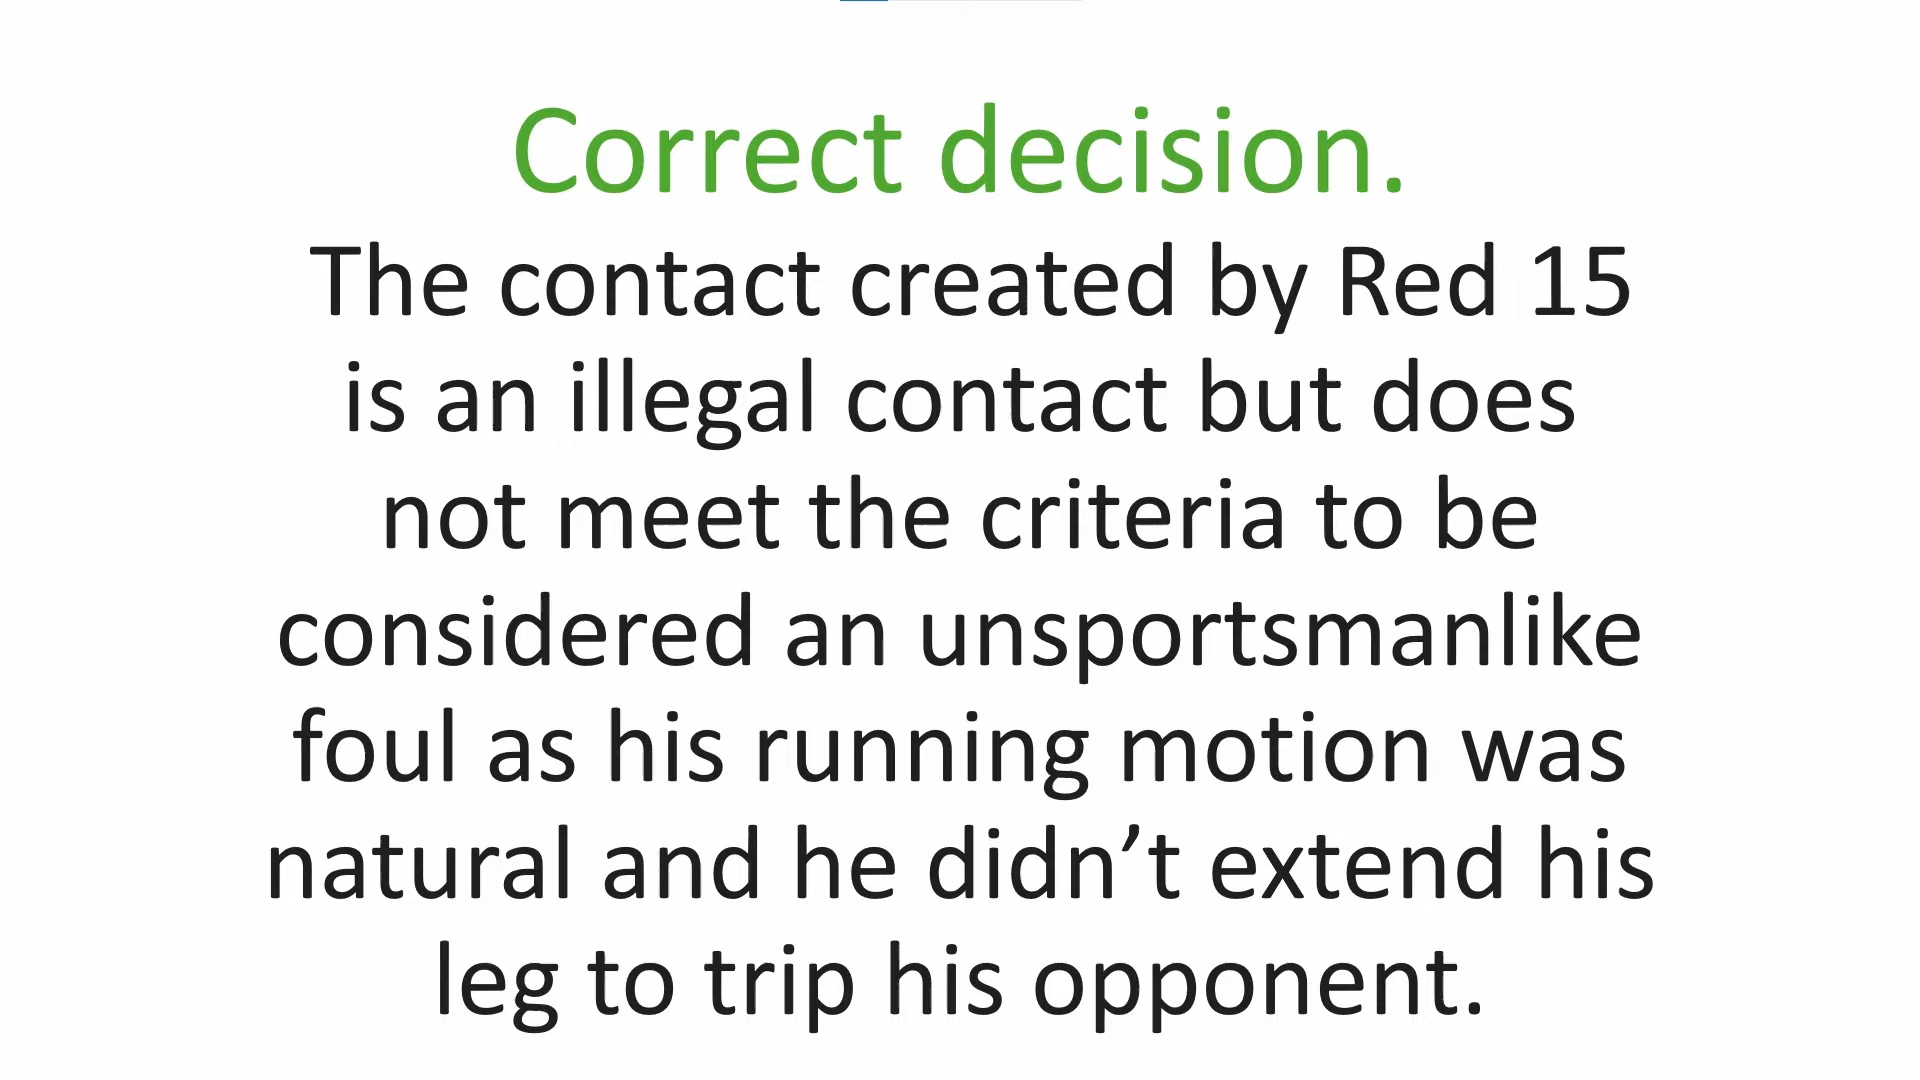 Correct decision.
The contact created by Red 15
is an illegal contact but does
not meet the criteria to be
considered an unsportsmanlike
foul as his running motion was
natural and he didn’t extend his
leg to trip his opponent.